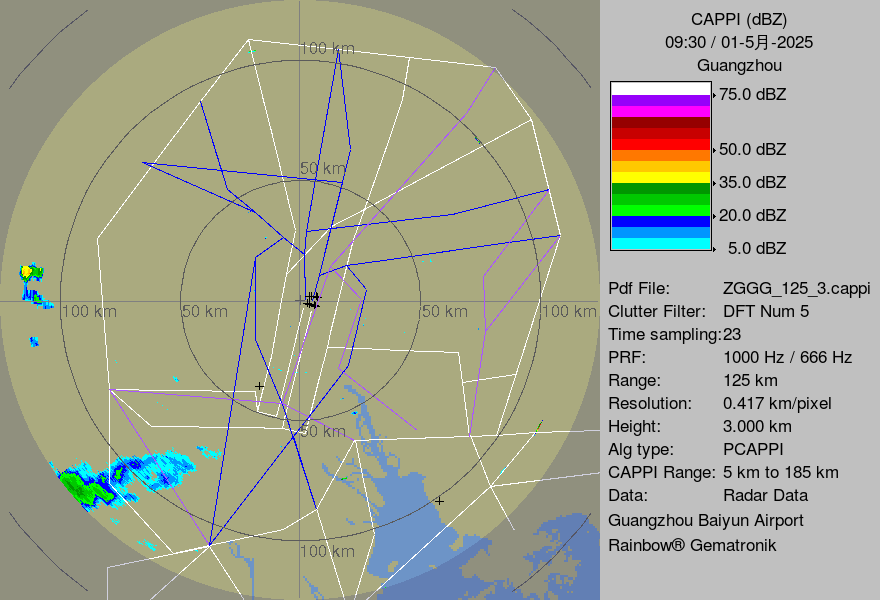 CAPPI (dBZ)
09:30 / 01-5月-2025
Guangzhou
75.0 dBZ
50.0 dBZ
35.0 dBZ
20.0 dBZ
5.0 dBZ
Pdf File: ZGGG_125_3.cappi
Clutter Filter: DFT Num 5
Time sampling:23
PRF: 1000 Hz / 666 Hz
Range: 125 km
Resolution: 0.417 km/pixel
Height: 3.000 km
Alg type: PCAPPI
CAPPI Range: 5 km to 185 km
Data: Radar Data
Guangzhou Baiyun Airport
Rainbow® Gematronik
100 km
50 km
100 km
50 km
50 km
100 km
50 km
100 km